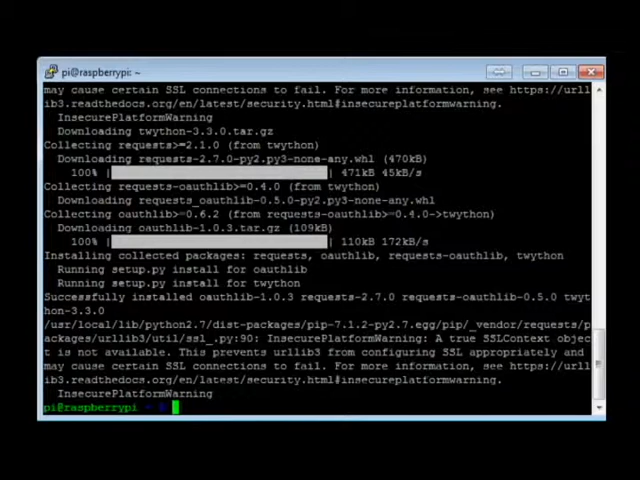 pi@raspberrypi: ~
may cause certain SSL connections to fail. For more information, see https://url
ib3.readthedocs.org/en/latest/security.html#insecureplatformwarning.
InsecurePlatformWarning
Downloading twython-3.3.0.tar.gz
Collecting requests>=2.1.0 (from twython)
Downloading requests-2.7.0-py2.py3-none-any.whl (470kB)
100% | | 471kB 45kB/s
Collecting requests-oauthlib>=0.4.0 (from twython)
Downloading requests_oauthlib-0.5.0-py2.py3-none-any.whl
Collecting oauthlib>=0.6.2 (from requests-oauthlib>=0.4.0->twython)
Downloading oauthlib-1.0.3.tar.gz (109kB)
100% | | 110kB 172kB/s
Installing collected packages: requests, oauthlib, requests-oauthlib, twython
Running setup.py install for oauthlib
Running setup.py install for twython
Successfully installed oauthlib-1.0.3 requests-2.7.0 requests-oauthlib-0.5.0 twyt
hon-3.3.0
/usr/local/lib/python2.7/dist-packages/pip-7.1.2-py2.7.egg/pip/_vendor/requests/p
ackages/urllib3/util/ssl_.py:90: InsecurePlatformWarning: A true SSLContext objec
t is not available. This prevents urllib3 from configuring SSL appropriately and
may cause certain SSL connections to fail. For more information, see https://urll
ib3.readthedocs.org/en/latest/security.html#insecureplatformwarning.
InsecurePlatformWarning
pi@raspberrypi ~ $